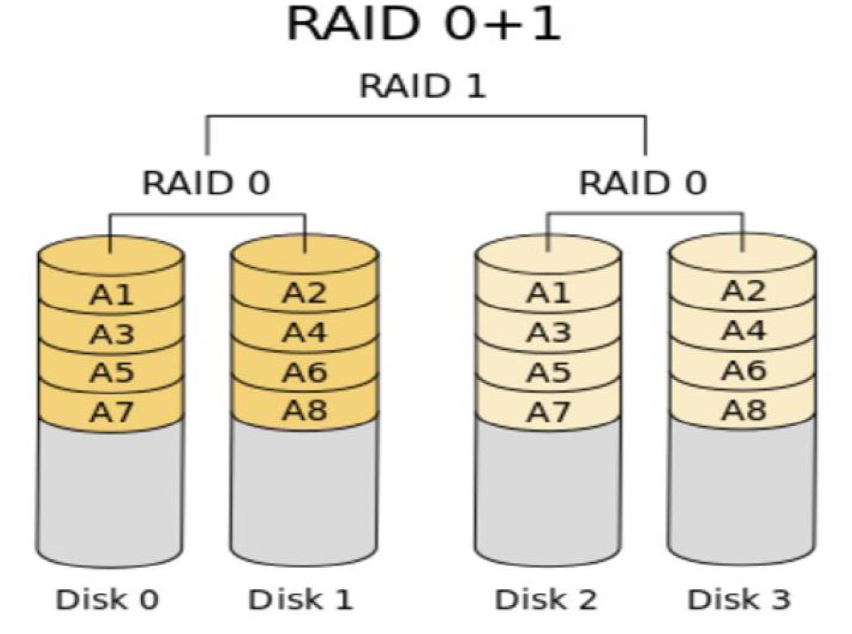 RAID 0+1
RAID 1
RAID 0 RAID 0
A1 A2 A1 A2
A3 A4 A3 A4
A5 A6 A5 A6
A7 A8 A7 A8
Disk 0 Disk 1 Disk 2 Disk 3